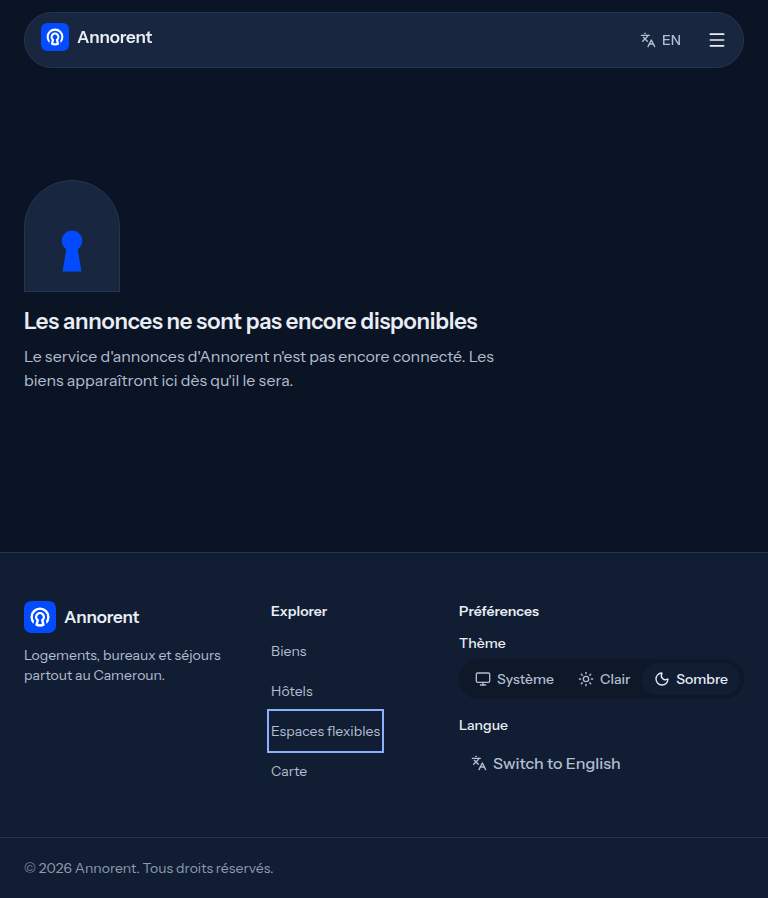 Annorent
EN
Les annonces ne sont pas encore disponibles
Le service d'annonces d'Annorent n'est pas encore connecté. Les
biens apparaîtront ici dès qu'il le sera.
Annorent
Logements, bureaux et séjours
partout au Cameroun.
Explorer
Biens
Hôtels
Espaces flexibles
Carte
Préférences
Thème
Système Clair Sombre
Langue
Switch to English
© 2026 Annorent. Tous droits réservés.